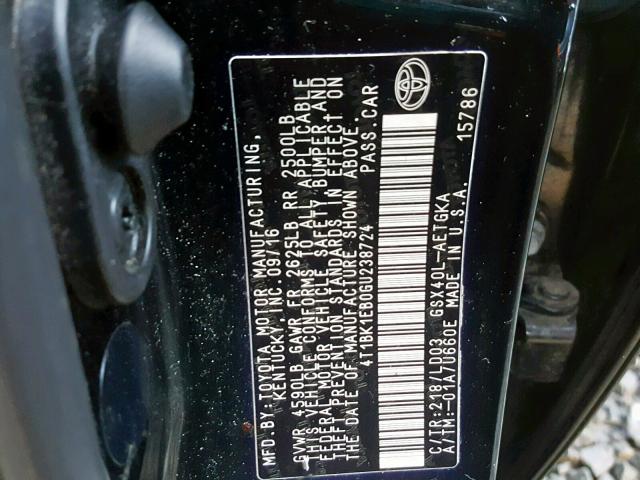 MFD.BY:TOYOTA MOTOR MANUFACTURING,
KENTUCKY, INC. 09/16
GVWR 4590LB GAWR FR 2625LB RR 2500LB
THIS VEHICLE CONFORMS TO ALL APPLICABLE
FEDERAL MOTOR VEHICLE SAFETY BUMPER AND
THEFT PREVENTION STANDARDS IN EFFECT ON
THE DATE OF MANUFACTURE SHOWN ABOVE.
4T1BK1EB0GU238724 PASS.CAR
C/TR:218/LD03 GSX40L-AETGKA
A/TM:-01A/U660E MADE IN U.S.A. 15786